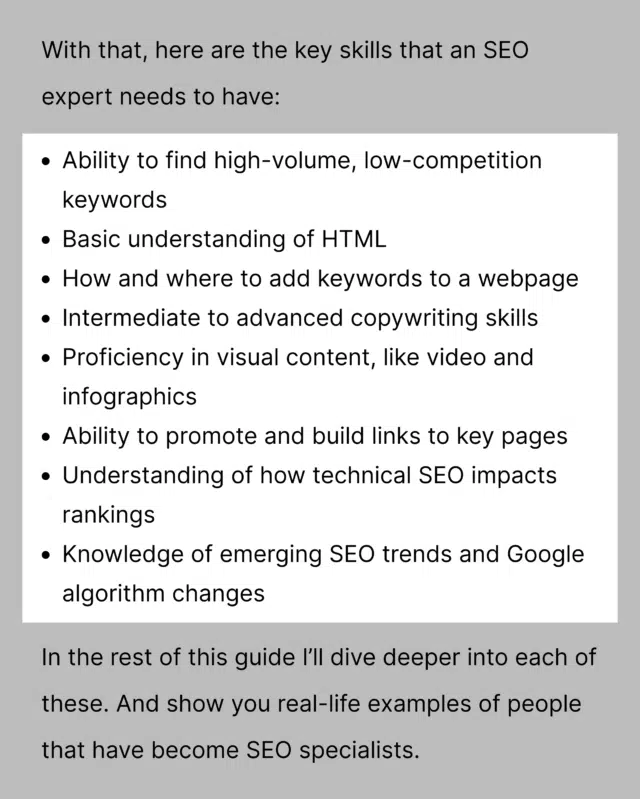 With that, here are the key skills that an SEO
expert needs to have:
• Ability to find high-volume, low-competition
keywords
• Basic understanding of HTML
• How and where to add keywords to a webpage
• Intermediate to advanced copywriting skills
• Proficiency in visual content, like video and
infographics
• Ability to promote and build links to key pages
• Understanding of how technical SEO impacts
rankings
• Knowledge of emerging SEO trends and Google
algorithm changes
In the rest of this guide I’ll dive deeper into each of
these. And show you real-life examples of people
that have become SEO specialists.